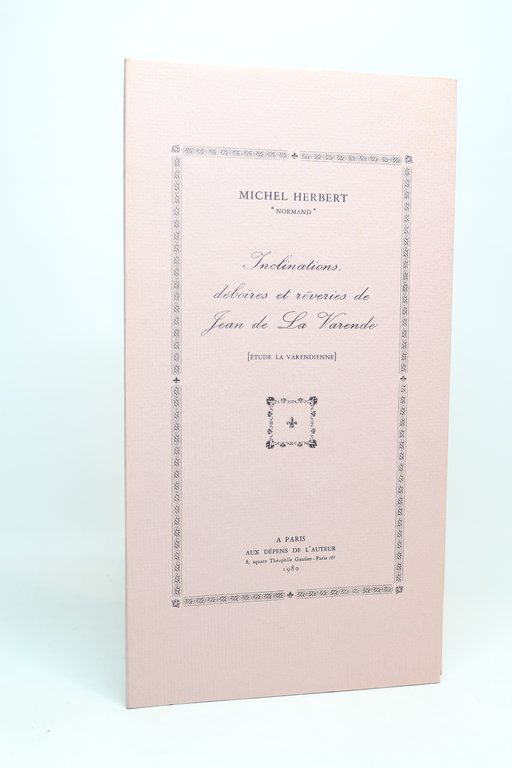 MICHEL HERBERT
"NORMAND"
Inclinations,
déboires et rêveries de
Jean de La Varende
[ÉTUDE LA VARENDIENNE]
A PARIS
AUX DÉPENS DE L'AUTEUR
8, square Théophile Gautier - Paris 16e
1980